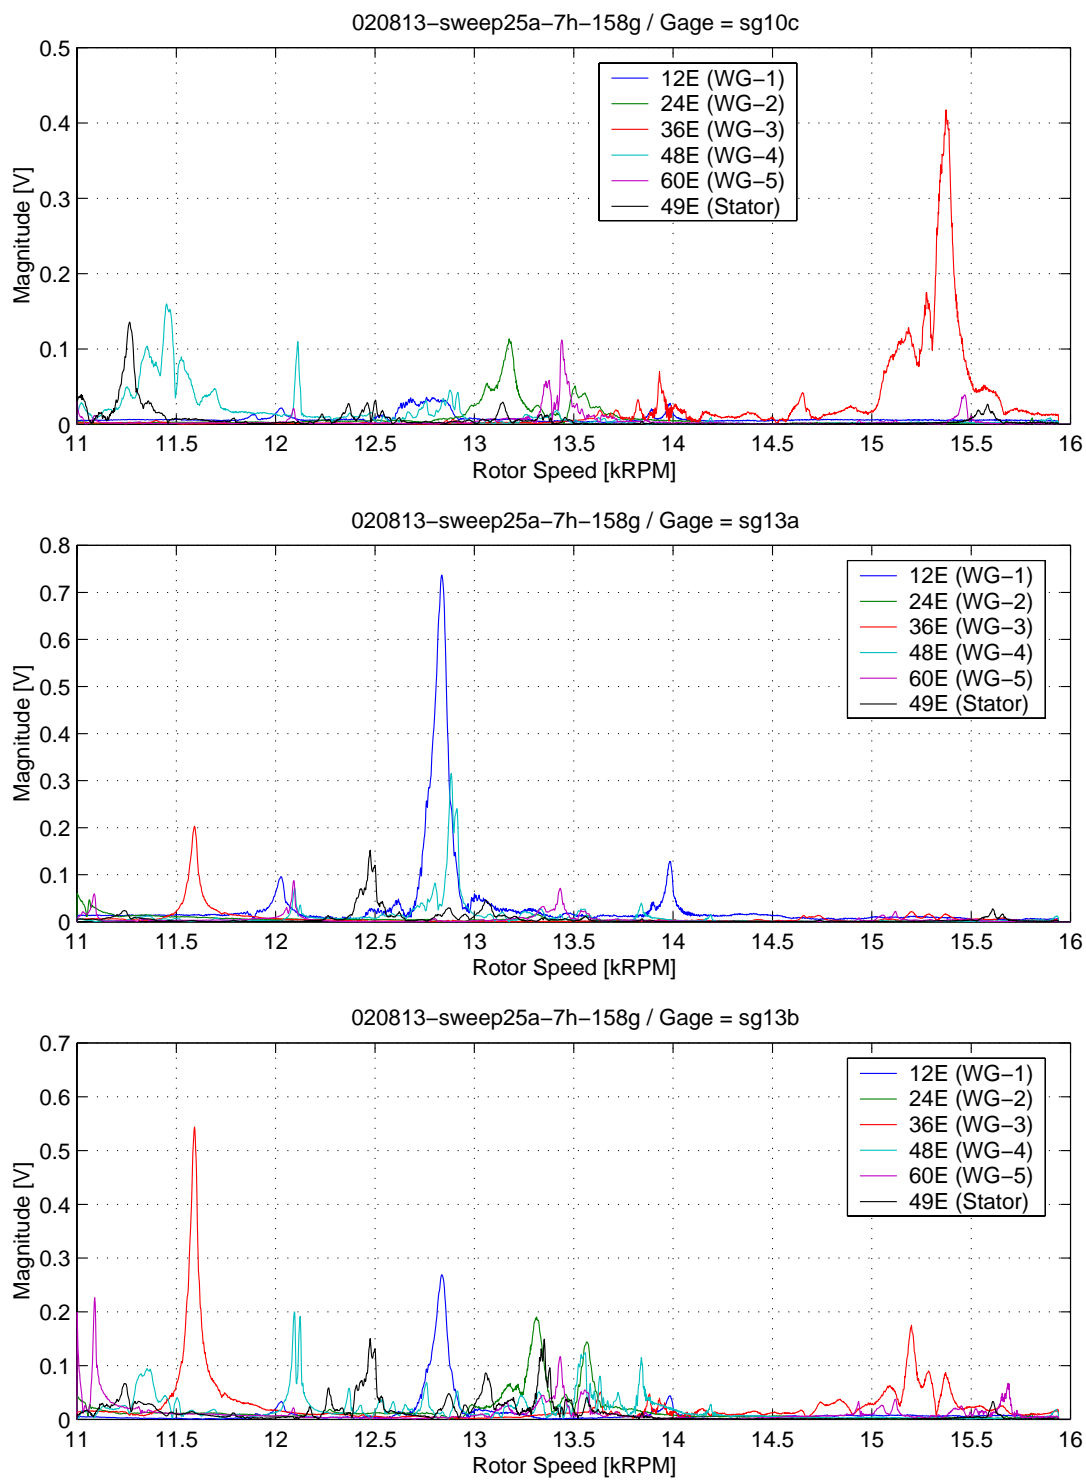 020813−sweep25a−7h−158g / Gage = sg10c
0.5
0.4
0.3
0.2
0.1
0
Magnitude [V]
12E (WG−1)
24E (WG−2)
36E (WG−3)
48E (WG−4)
60E (WG−5)
49E (Stator)
11 11.5 12 12.5 13 13.5 14 14.5 15 15.5 16
Rotor Speed [kRPM]
020813−sweep25a−7h−158g / Gage = sg13a
0.8
0.7
0.6
0.5
0.4
0.3
0.2
0.1
0
Magnitude [V]
12E (WG−1)
24E (WG−2)
36E (WG−3)
48E (WG−4)
60E (WG−5)
49E (Stator)
11 11.5 12 12.5 13 13.5 14 14.5 15 15.5 16
Rotor Speed [kRPM]
020813−sweep25a−7h−158g / Gage = sg13b
0.7
0.6
0.5
0.4
0.3
0.2
0.1
0
Magnitude [V]
12E (WG−1)
24E (WG−2)
36E (WG−3)
48E (WG−4)
60E (WG−5)
49E (Stator)
11 11.5 12 12.5 13 13.5 14 14.5 15 15.5 16
Rotor Speed [kRPM]